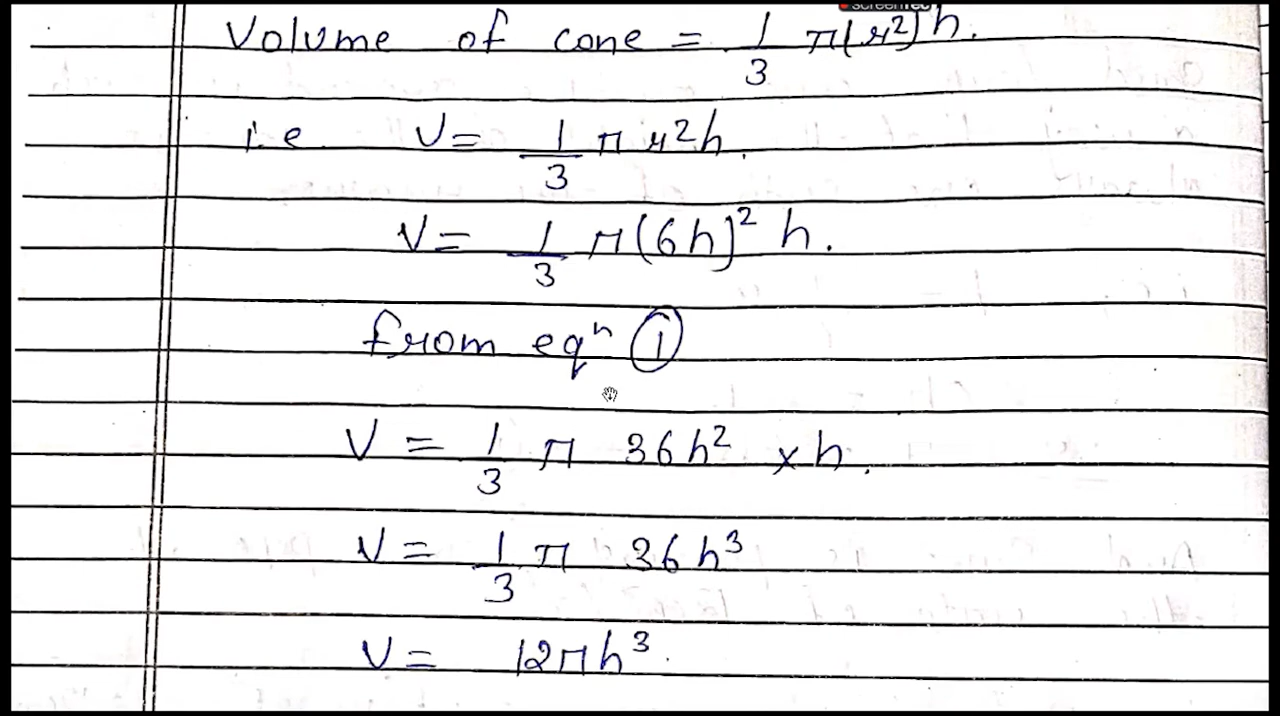 Volume of cone = 1/3 π(r²)h.
i.e V = 1/3 π r²h.
V = 1/3 π(6h)² h.
from eqⁿ ①
V = 1/3 π 36h² × h.
V = 1/3 π 36h³
V = 12πh³.